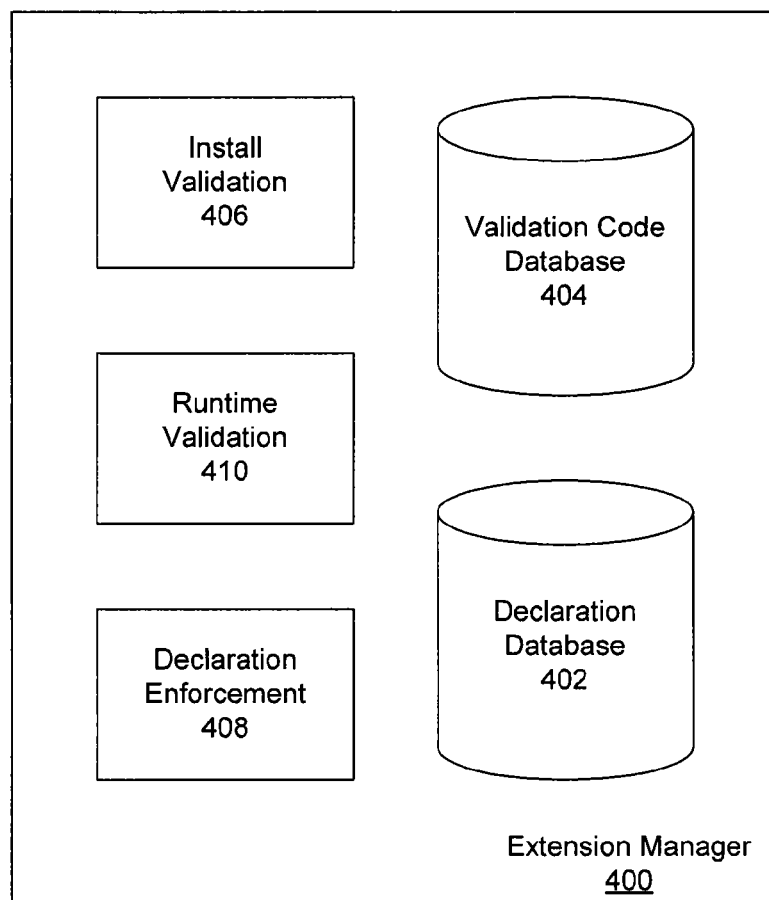 Install
Validation
406
Validation Code
Database
404
Runtime
Validation
410
Declaration
Database
402
Declaration
Enforcement
408
Extension Manager
400